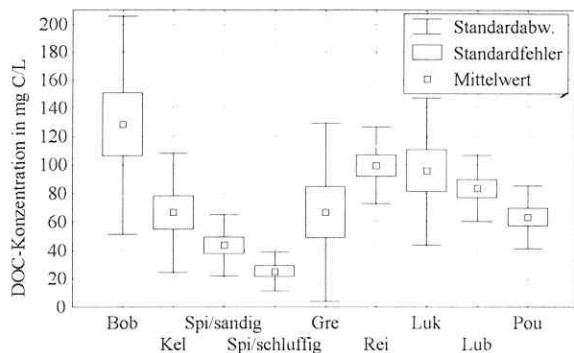 DOC-Konzentration in mg C/L
200
180
160
140
120
100
80
60
40
20
0
Standardabw.
Standardfehler
Mittelwert
Bob
Kel
Spi/sandig
Spi/schluffig
Gre
Rei
Luk
Lub
Pou